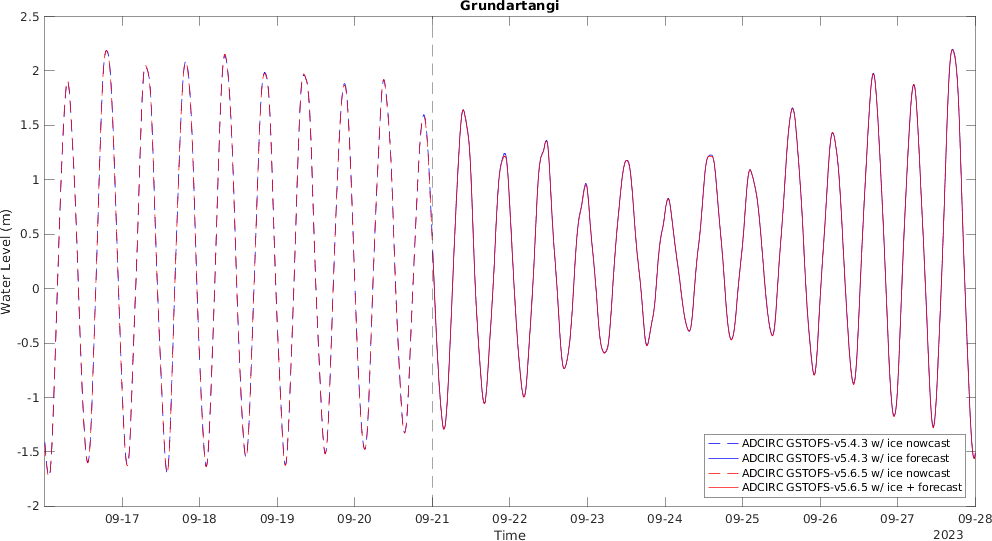 Grundartangi
2.5
2
1.5
1
0.5
0
-0.5
-1
-1.5
-2
Water Level (m)
ADCIRC GSTOFS-v5.4.3 w/ ice nowcast
ADCIRC GSTOFS-v5.4.3 w/ ice forecast
ADCIRC GSTOFS-v5.6.5 w/ ice nowcast
ADCIRC GSTOFS-v5.6.5 w/ ice + forecast
09-17 09-18 09-19 09-20 09-21 09-22 09-23 09-24 09-25 09-26 09-27 09-28
Time
2023